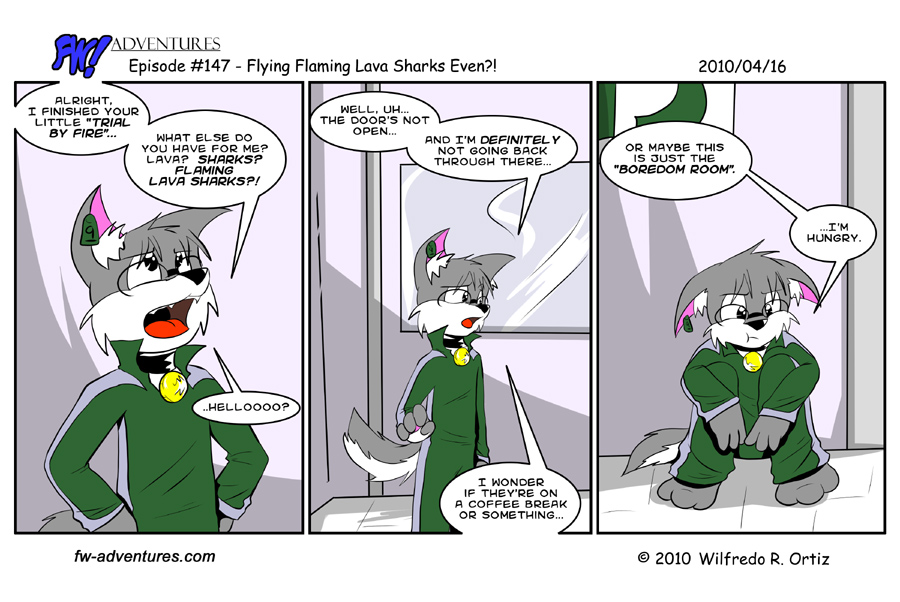 FW! ADVENTURES
Episode #147 - Flying Flaming Lava Sharks Even?!
2010/04/16
ALRIGHT,
I FINISHED YOUR
LITTLE "TRIAL
BY FIRE"...
WHAT ELSE DO
YOU HAVE FOR ME?
LAVA? SHARKS?
FLAMING
LAVA SHARKS?!
9
..HELLOOOO?
WELL, UH...
THE DOOR'S NOT
OPEN...
AND I'M DEFINITELY
NOT GOING BACK
THROUGH THERE...
I WONDER
IF THEY'RE ON
A COFFEE BREAK
OR SOMETHING...
OR MAYBE THIS
IS JUST THE
"BOREDOM ROOM".
...I'M
HUNGRY.
fw-adventures.com
© 2010 Wilfredo R. Ortiz